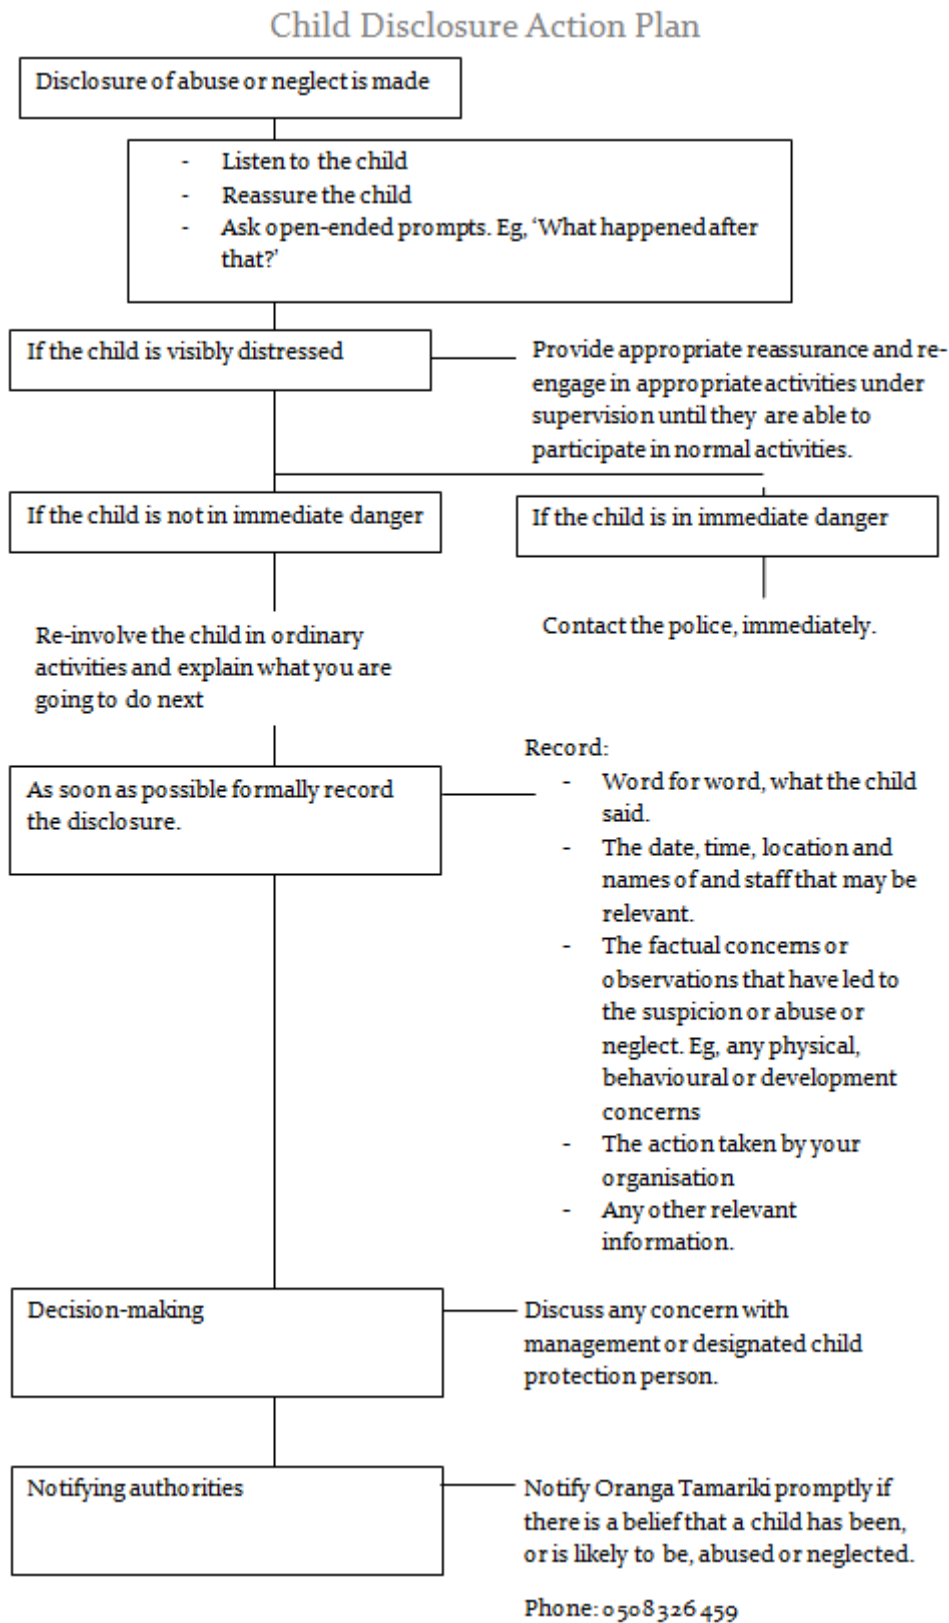 Child Disclosure Action Plan
Disclosure of abuse or neglect is made
- Listen to the child
- Reassure the child
- Ask open-ended prompts. Eg, ‘What happened after
that?’
If the child is visibly distressed
Provide appropriate reassurance and re-
engage in appropriate activities under
supervision until they are able to
participate in normal activities.
If the child is not in immediate danger
If the child is in immediate danger
Re-involve the child in ordinary
activities and explain what you are
going to do next
Contact the police, immediately.
As soon as possible formally record
the disclosure.
Record:
- Word for word, what the child
said.
- The date, time, location and
names of and staff that may be
relevant.
- The factual concerns or
observations that have led to
the suspicion or abuse or
neglect. Eg, any physical,
behavioural or development
concerns
- The action taken by your
organisation
- Any other relevant
information.
Decision-making
Discuss any concern with
management or designated child
protection person.
Notifying authorities
Notify Oranga Tamariki promptly if
there is a belief that a child has been,
or is likely to be, abused or neglected.
Phone: 0508 326 459